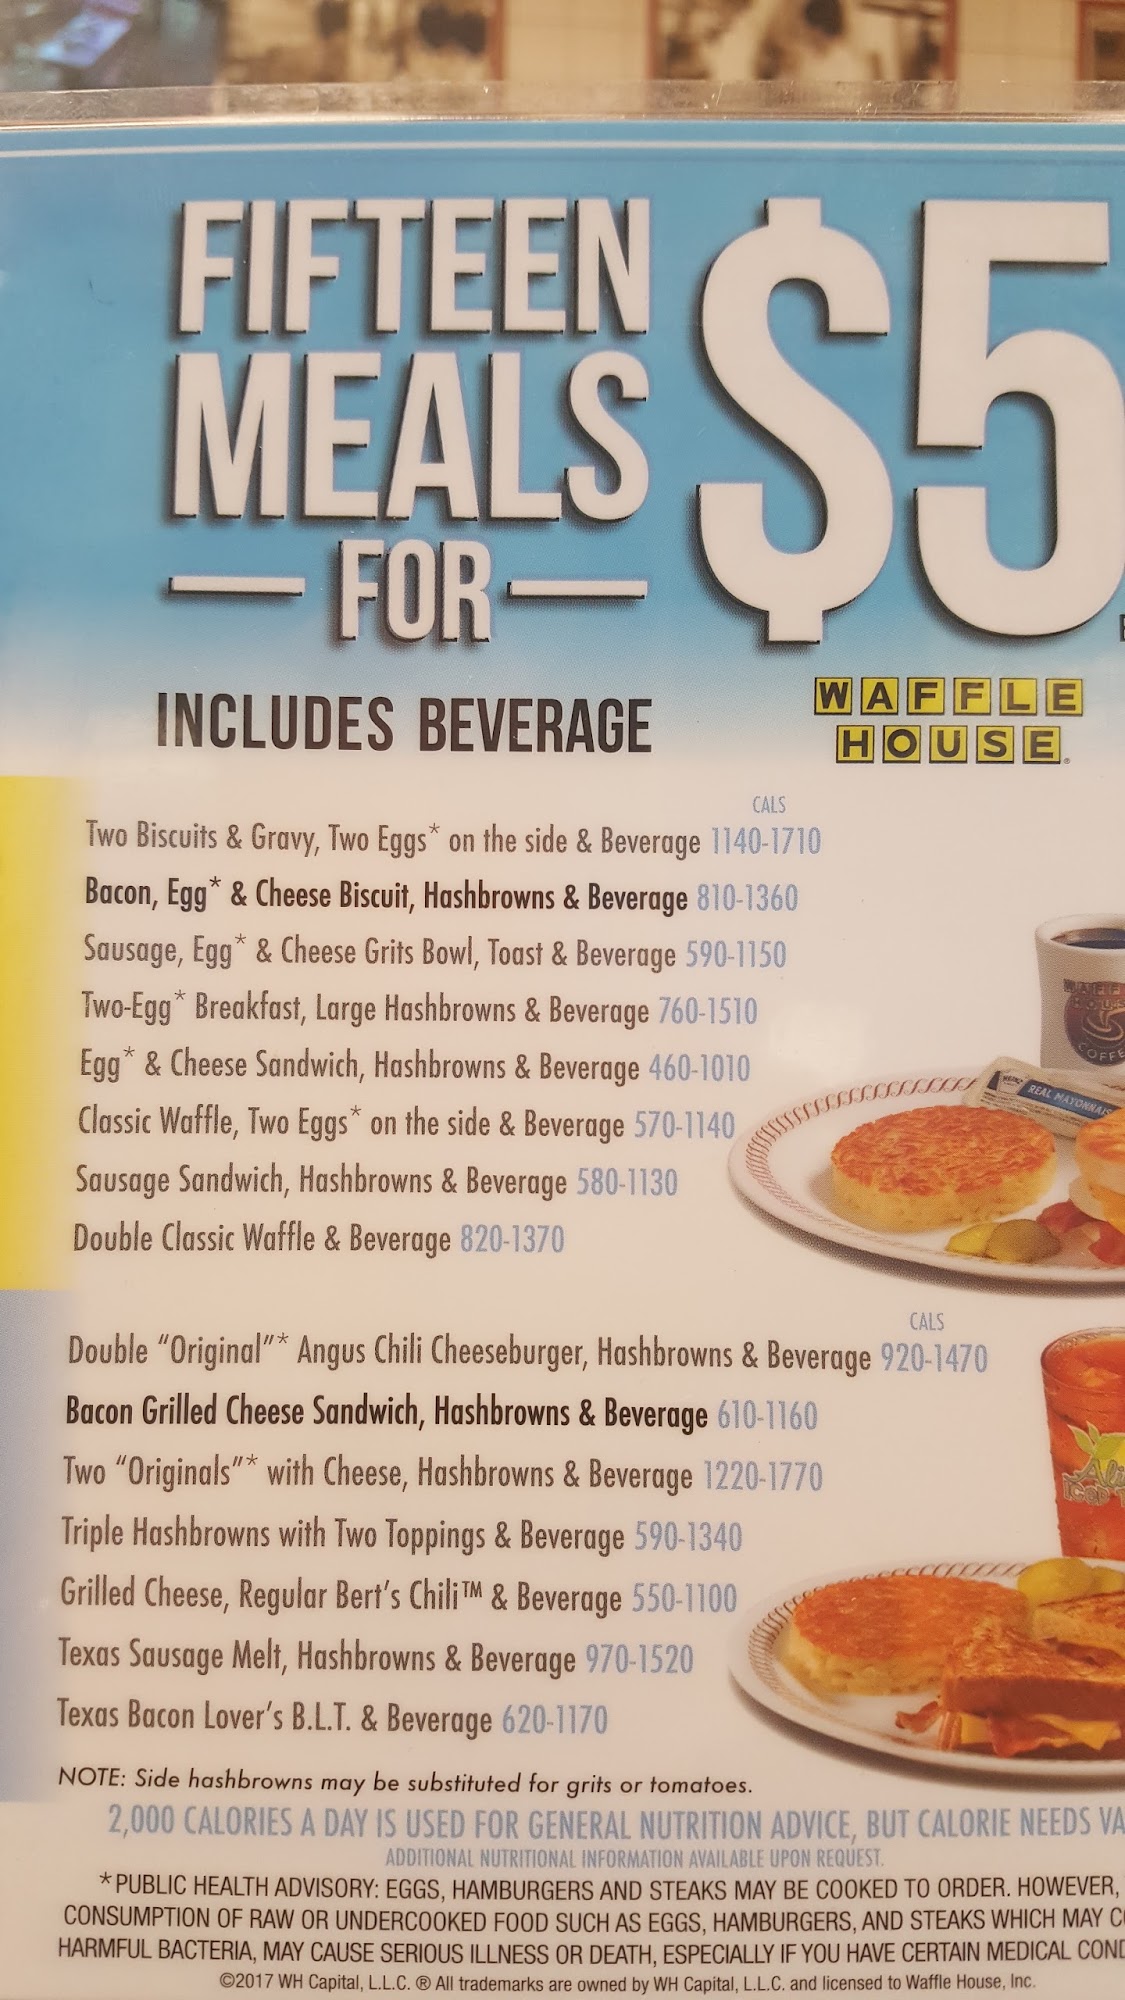 FIFTEEN
MEALS
FOR
$5
INCLUDES BEVERAGE
WAFFLE
HOUSE®
CALS
Two Biscuits & Gravy, Two Eggs* on the side & Beverage 1140-1710
Bacon, Egg* & Cheese Biscuit, Hashbrowns & Beverage 810-1360
Sausage, Egg* & Cheese Grits Bowl, Toast & Beverage 590-1150
Two-Egg* Breakfast, Large Hashbrowns & Beverage 760-1510
Egg* & Cheese Sandwich, Hashbrowns & Beverage 460-1010
Classic Waffle, Two Eggs* on the side & Beverage 570-1140
Sausage Sandwich, Hashbrowns & Beverage 580-1130
Double Classic Waffle & Beverage 820-1370
REAL MAYONNAIS
CALS
Double "Original"* Angus Chili Cheeseburger, Hashbrowns & Beverage 920-1470
Bacon Grilled Cheese Sandwich, Hashbrowns & Beverage 610-1160
Two "Originals"* with Cheese, Hashbrowns & Beverage 1220-1770
Triple Hashbrowns with Two Toppings & Beverage 590-1340
Grilled Cheese, Regular Bert's Chili™ & Beverage 550-1100
Texas Sausage Melt, Hashbrowns & Beverage 970-1520
Texas Bacon Lover's B.L.T. & Beverage 620-1170
NOTE: Side hashbrowns may be substituted for grits or tomatoes.
2,000 CALORIES A DAY IS USED FOR GENERAL NUTRITION ADVICE, BUT CALORIE NEEDS VA
ADDITIONAL NUTRITIONAL INFORMATION AVAILABLE UPON REQUEST.
*PUBLIC HEALTH ADVISORY: EGGS, HAMBURGERS AND STEAKS MAY BE COOKED TO ORDER. HOWEVER,
CONSUMPTION OF RAW OR UNDERCOOKED FOOD SUCH AS EGGS, HAMBURGERS, AND STEAKS WHICH MAY C
HARMFUL BACTERIA, MAY CAUSE SERIOUS ILLNESS OR DEATH, ESPECIALLY IF YOU HAVE CERTAIN MEDICAL COND
©2017 WH Capital, L.L.C. ® All trademarks are owned by WH Capital, L.L.C. and licensed to Waffle House, Inc.